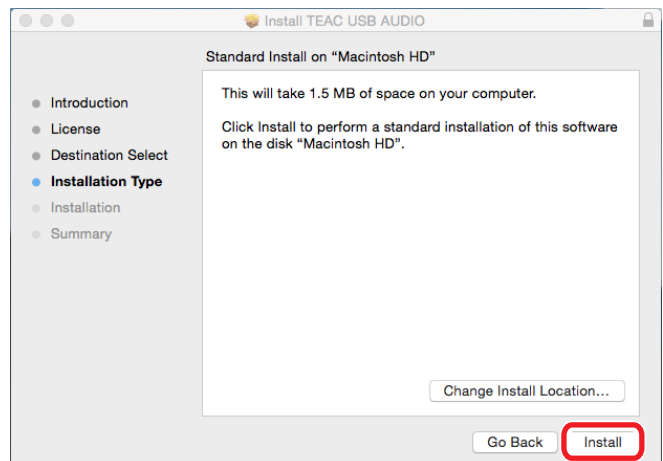 Install TEAC USB AUDIO
Standard Install on “Macintosh HD”
Introduction
License
Destination Select
Installation Type
Installation
Summary
This will take 1.5 MB of space on your computer.
Click Install to perform a standard installation of this software
on the disk “Macintosh HD”.
Change Install Location...
Go Back
Install